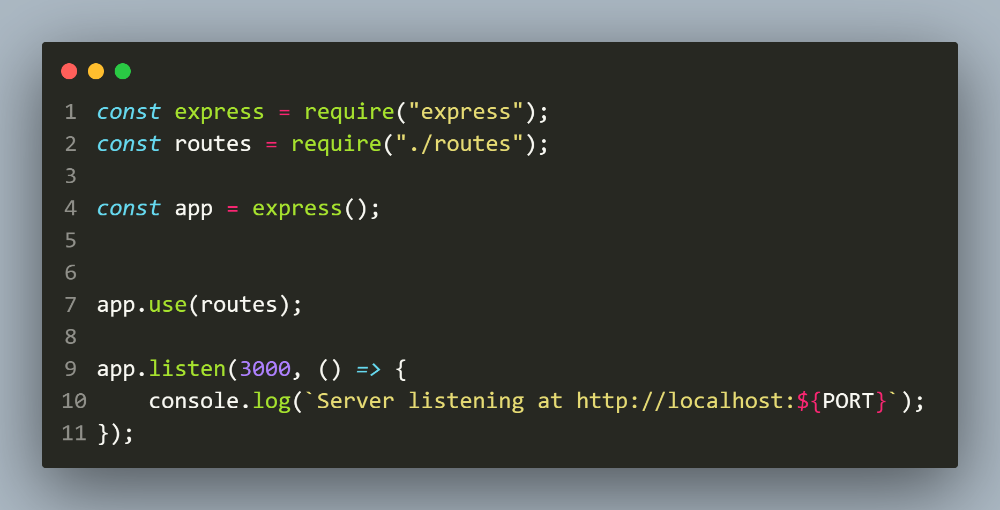 1 const express = require("express");
2 const routes = require("./routes");
3
4 const app = express();
5
6
7 app.use(routes);
8
9 app.listen(3000, () => {
10     console.log(`Server listening at http://localhost:${PORT}`);
11 });